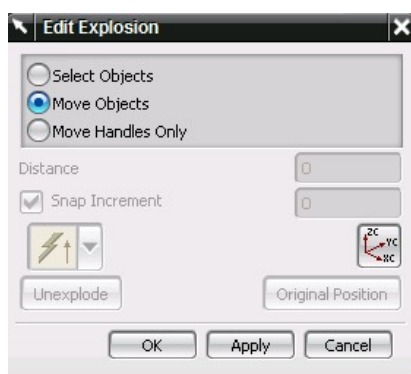 Edit Explosion
Select Objects
Move Objects
Move Handles Only
Distance 0
Snap Increment 0
ZC
YC
XC
Unexplode Original Position
OK Apply Cancel